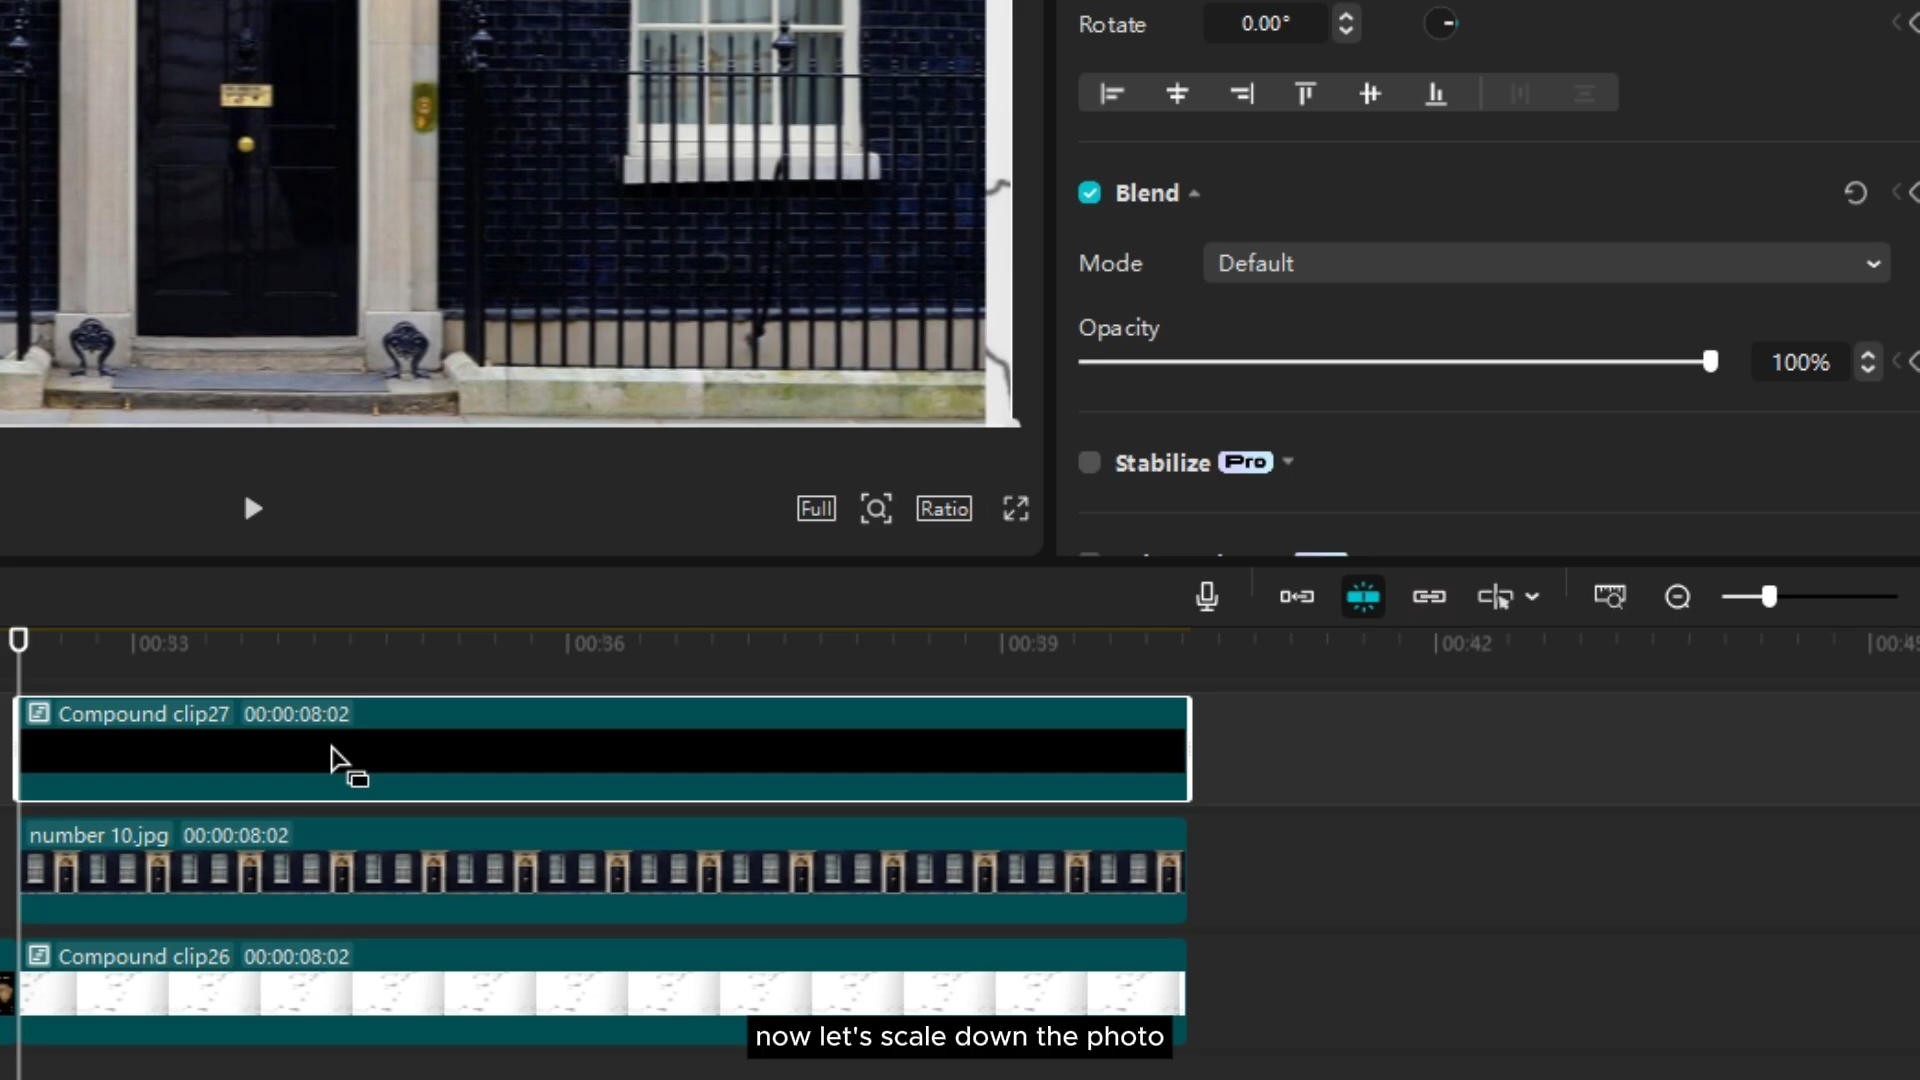 Rotate
0.00°
Blend
Mode
Default
Opacity
100%
Stabilize Pro
Full
Ratio
00:33
00:36
00:39
00:42
Compound clip27 00:00:08:02
number 10.jpg 00:00:08:02
Compound clip26 00:00:08:02
now let's scale down the photo